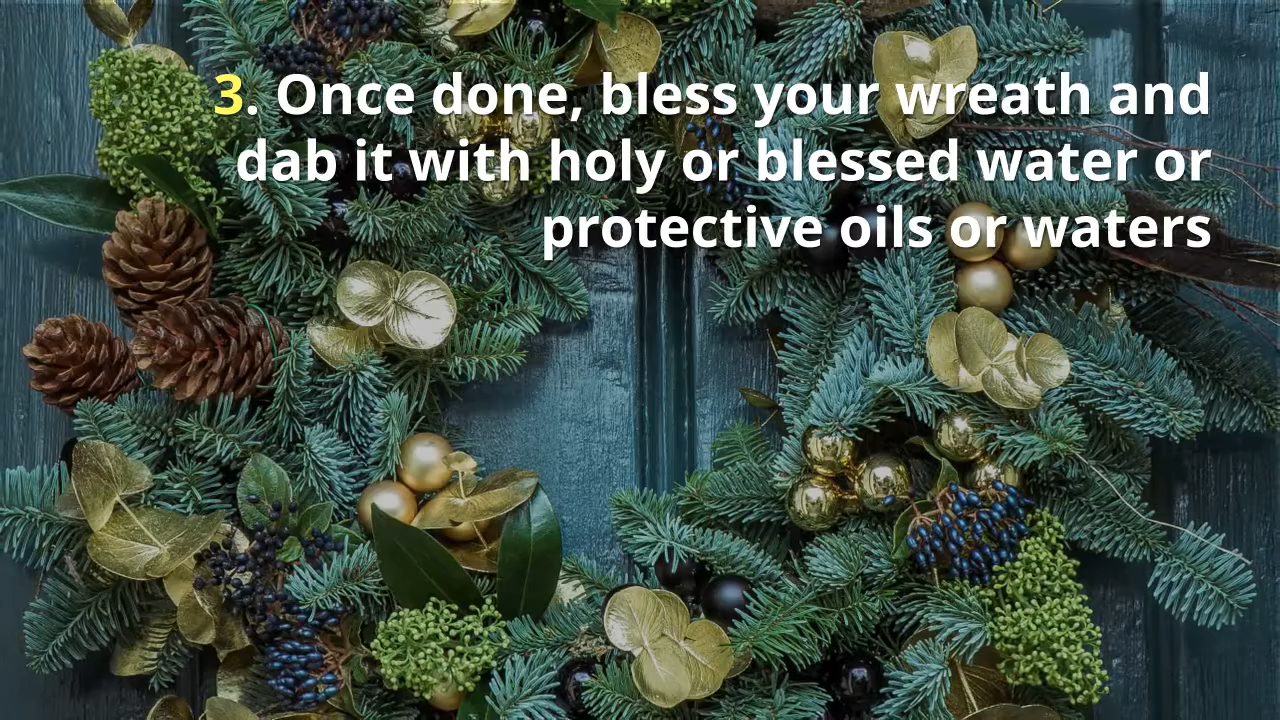 3. Once done, bless your wreath and
dab it with holy or blessed water or
protective oils or waters